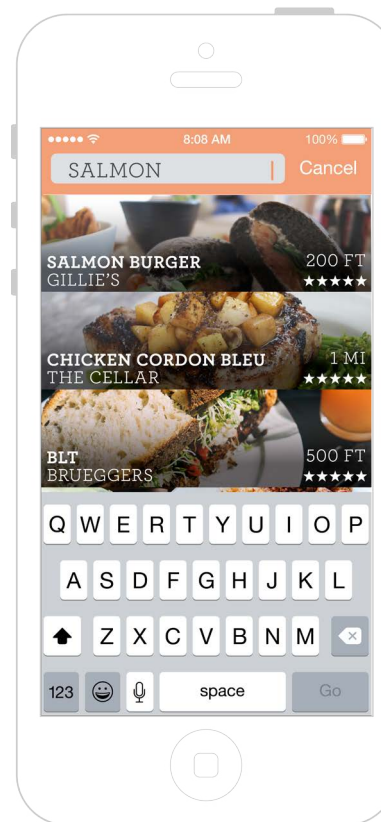 8:08 AM 100%
SALMON Cancel
SALMON BURGER 200 FT
GILLIE'S ★★★★★
CHICKEN CORDON BLEU 1 MI
THE CELLAR ★★★★★
BLT 500 FT
BRUEGGERS ★★★★★
Q W E R T Y U I O P
A S D F G H J K L
Z X C V B N M
123 space Go